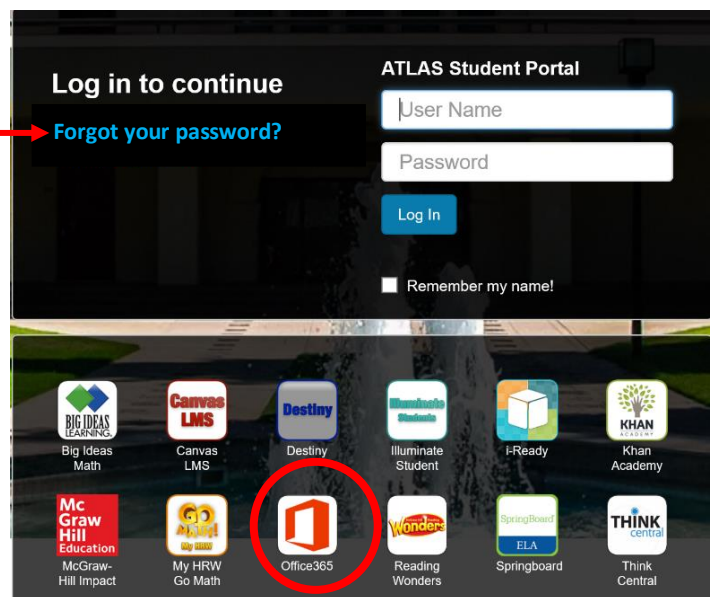 Log in to continue
Forgot your password?
ATLAS Student Portal
User Name
Password
Log In
Remember my name!
BIG IDEAS
LEARNING.
Big Ideas
Math
Canvas
LMS
Canvas
LMS
Destiny
Destiny
Illuminate
Students
Illuminate
Student
i-Ready
KHAN
ACADEMY
Khan
Academy
Mc
Graw
Hill
Education
McGraw-
Hill Impact
GO
Math!
My HRW
My HRW
Go Math
Office365
Wonders
Reading
Wonders
SpringBoard
ELA
Springboard
THINK
central
Think
Central